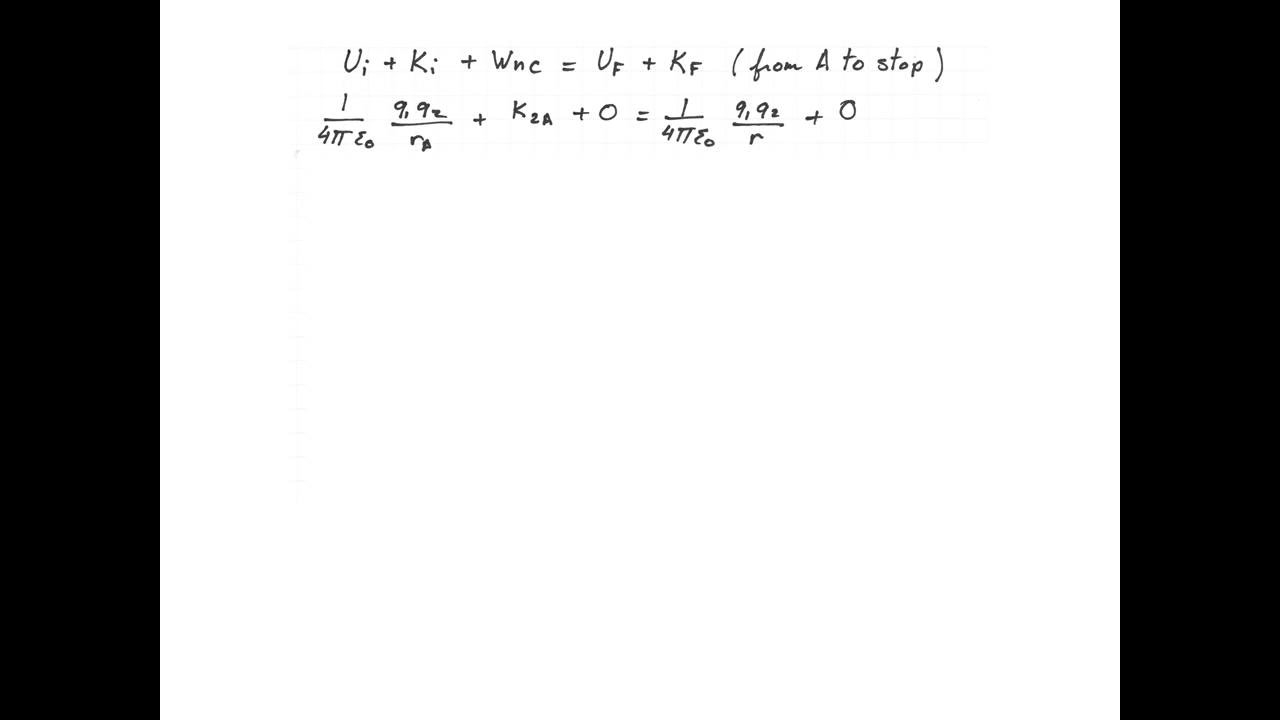 Ui + Ki + Wnc = UF + KF (from A to stop)
1/4πε0 q1q2/rA + K2A + 0 = 1/4πε0 q1q2/r + 0